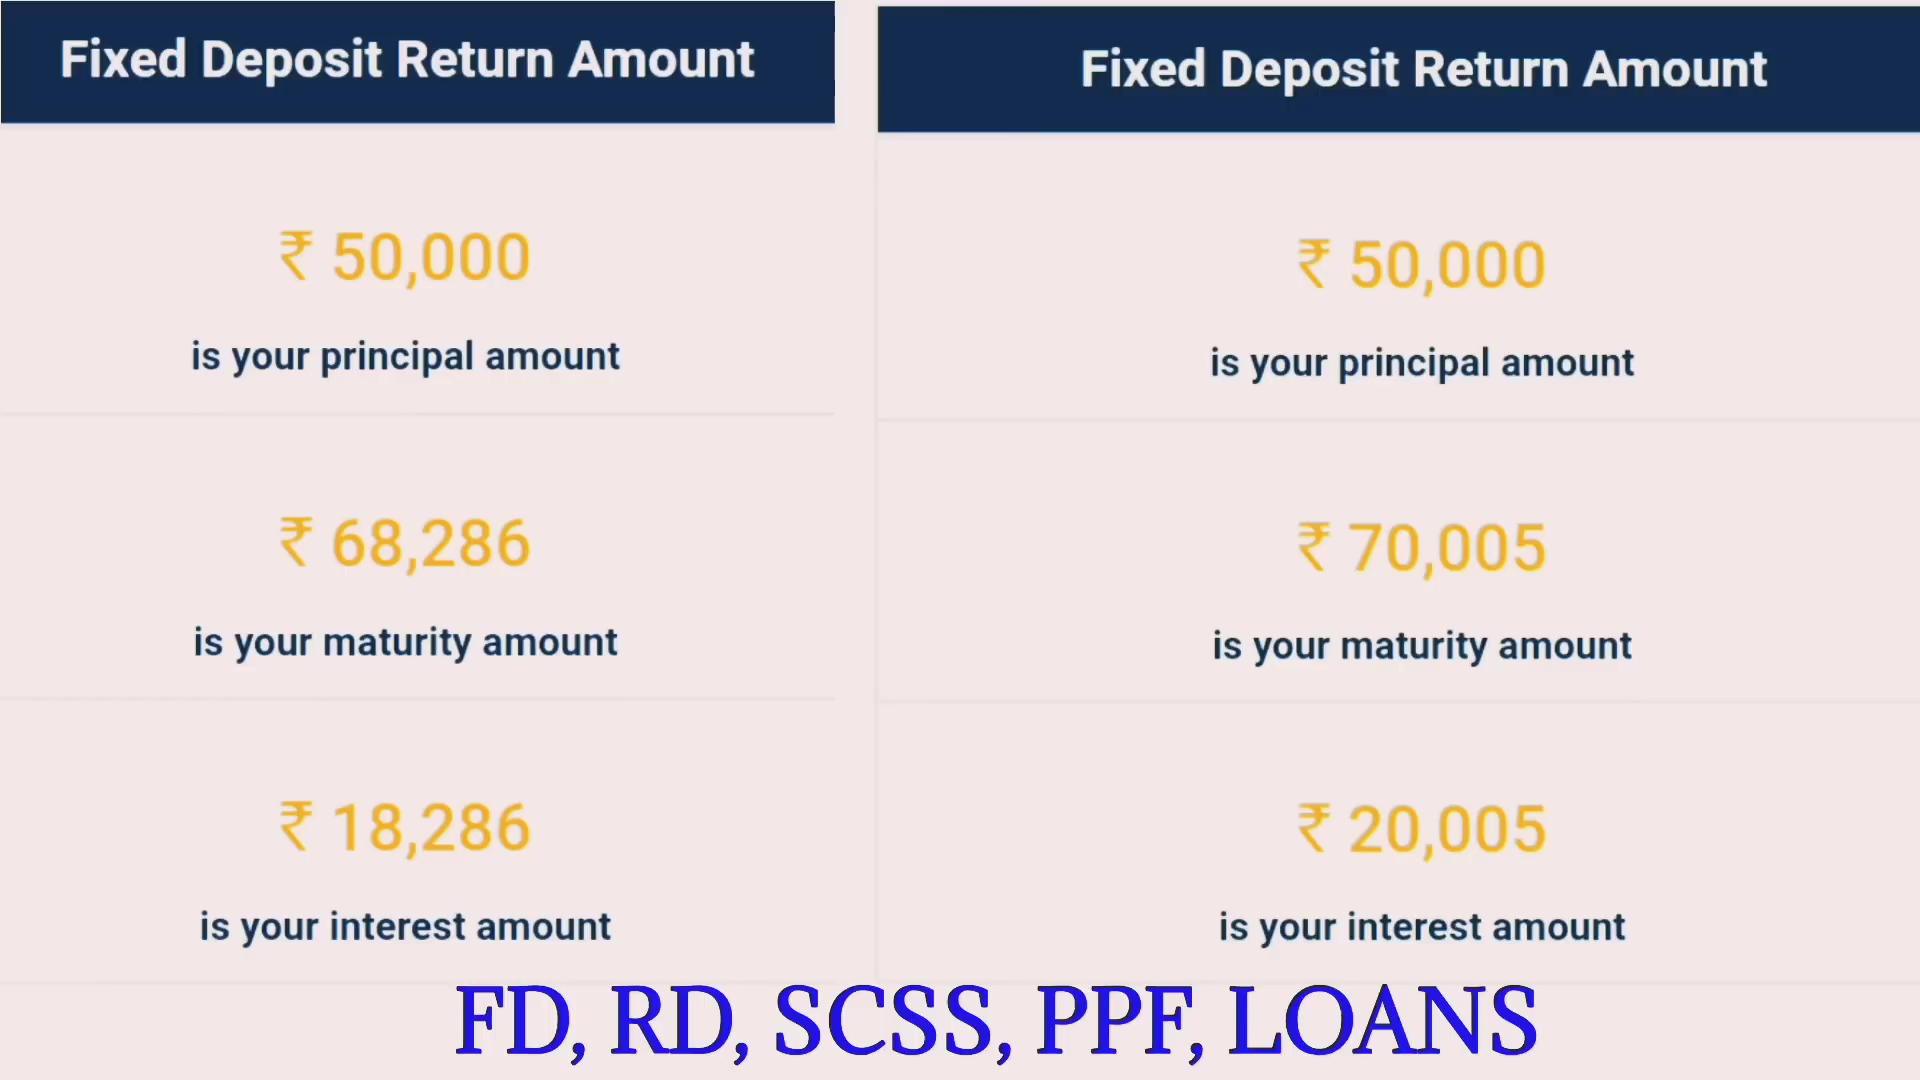 Fixed Deposit Return Amount
₹ 50,000
is your principal amount
₹ 68,286
is your maturity amount
₹ 18,286
is your interest amount
Fixed Deposit Return Amount
₹ 50,000
is your principal amount
₹ 70,005
is your maturity amount
₹ 20,005
is your interest amount
FD, RD, SCSS, PPF, LOANS